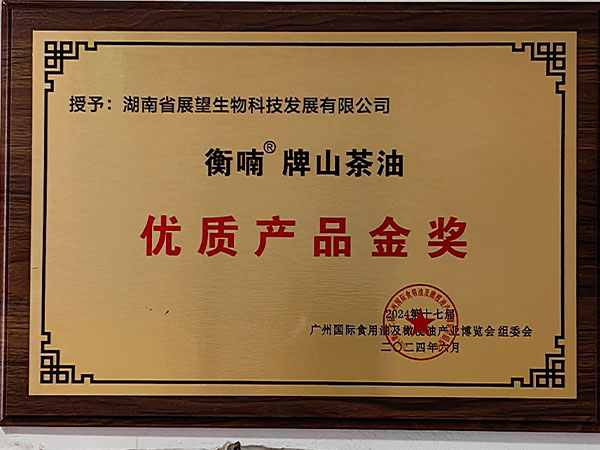 授予：湖南省展望生物科技发展有限公司
衡喃®牌山茶油
优质产品金奖
2024第十七届
广州国际食用油及橄榄油产业博览会组委会
二〇二四年六月